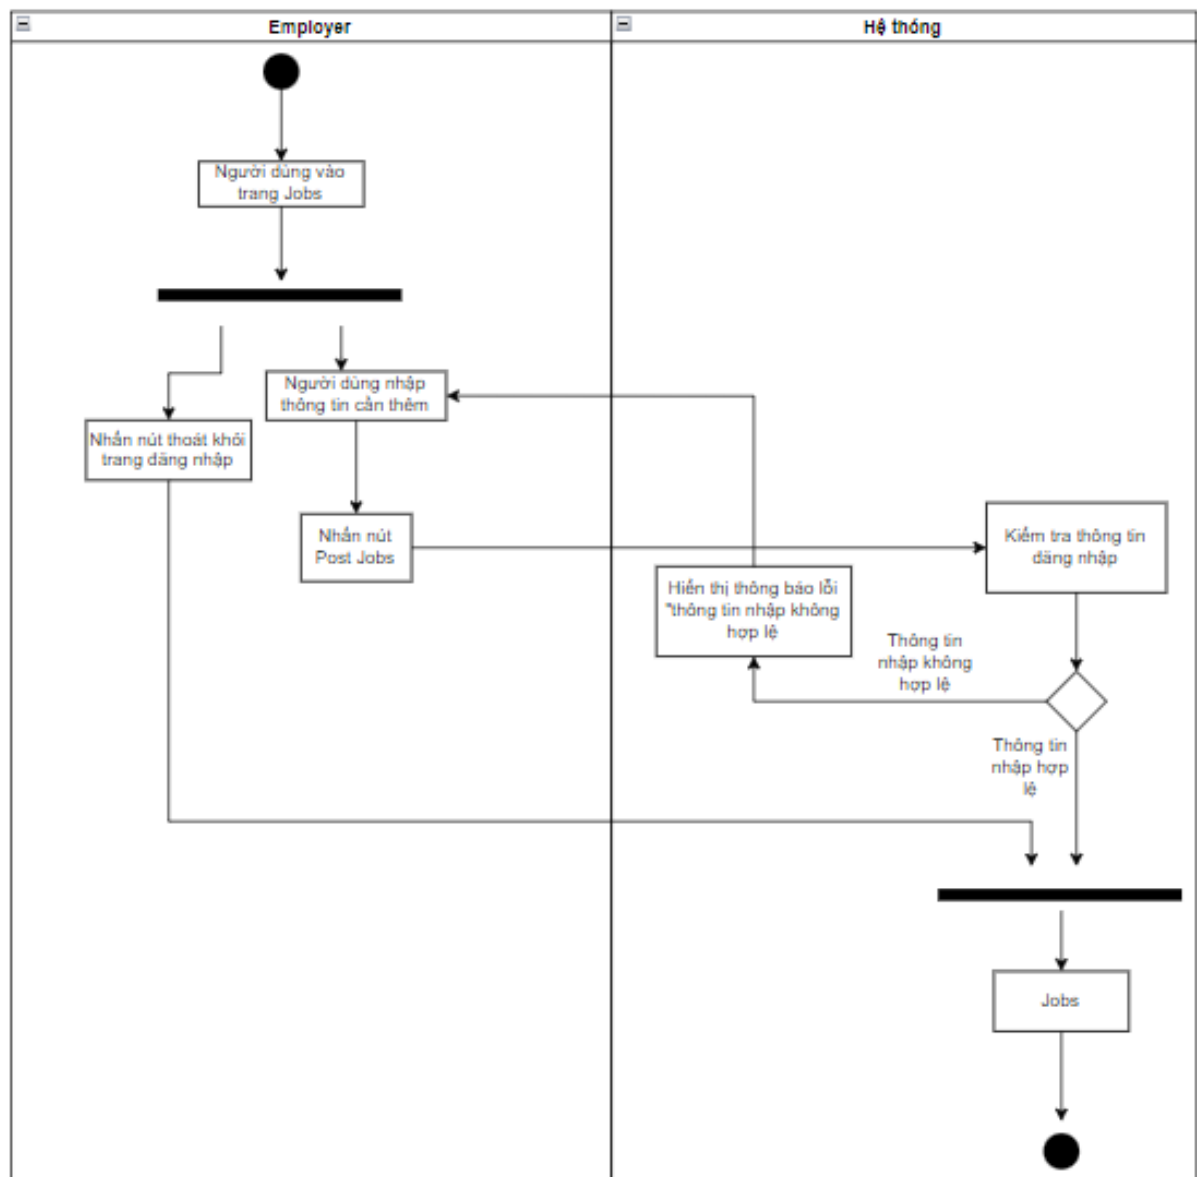 Employer
Hệ thống
Người dùng vào
trang Jobs
Người dùng nhập
thông tin cần thêm
Nhấn nút thoát khỏi
trang đăng nhập
Nhấn nút
Post Jobs
Kiểm tra thông tin
đăng nhập
Hiển thị thông báo lỗi
"thông tin nhập không
hợp lệ
Thông tin
nhập không
hợp lệ
Thông tin
nhập hợp
lệ
Jobs